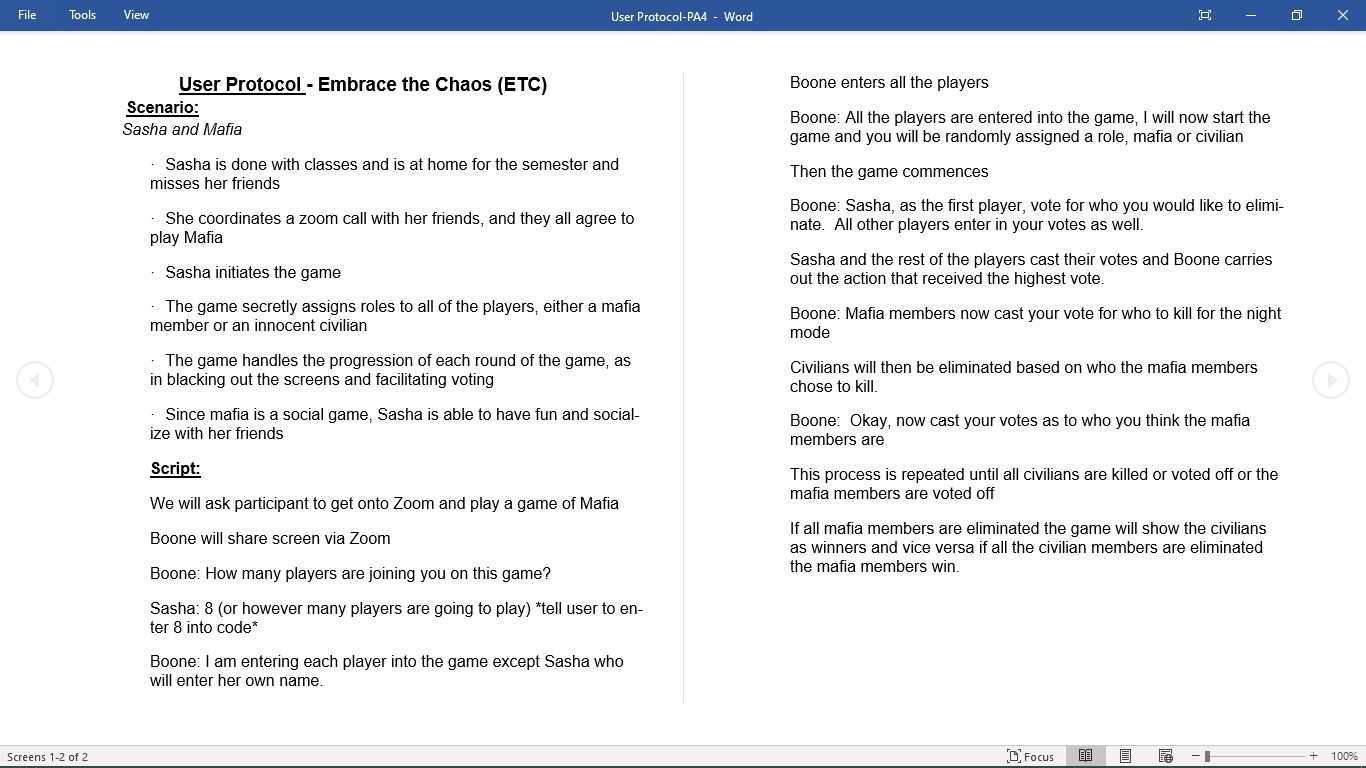 File Tools View User Protocol-PA4 - Word
User Protocol - Embrace the Chaos (ETC)
Scenario:
Sasha and Mafia
· Sasha is done with classes and is at home for the semester and
misses her friends
· She coordinates a zoom call with her friends, and they all agree to
play Mafia
· Sasha initiates the game
· The game secretly assigns roles to all of the players, either a mafia
member or an innocent civilian
· The game handles the progression of each round of the game, as
in blacking out the screens and facilitating voting
· Since mafia is a social game, Sasha is able to have fun and social-
ize with her friends
Script:
We will ask participant to get onto Zoom and play a game of Mafia
Boone will share screen via Zoom
Boone: How many players are joining you on this game?
Sasha: 8 (or however many players are going to play) *tell user to en-
ter 8 into code*
Boone: I am entering each player into the game except Sasha who
will enter her own name.
Boone enters all the players
Boone: All the players are entered into the game, I will now start the
game and you will be randomly assigned a role, mafia or civilian
Then the game commences
Boone: Sasha, as the first player, vote for who you would like to elimi-
nate.  All other players enter in your votes as well.
Sasha and the rest of the players cast their votes and Boone carries
out the action that received the highest vote.
Boone: Mafia members now cast your vote for who to kill for the night
mode
Civilians will then be eliminated based on who the mafia members
chose to kill.
Boone:  Okay, now cast your votes as to who you think the mafia
members are
This process is repeated until all civilians are killed or voted off or the
mafia members are voted off
If all mafia members are eliminated the game will show the civilians
as winners and vice versa if all the civilian members are eliminated
the mafia members win.
Screens 1-2 of 2 Focus 100%